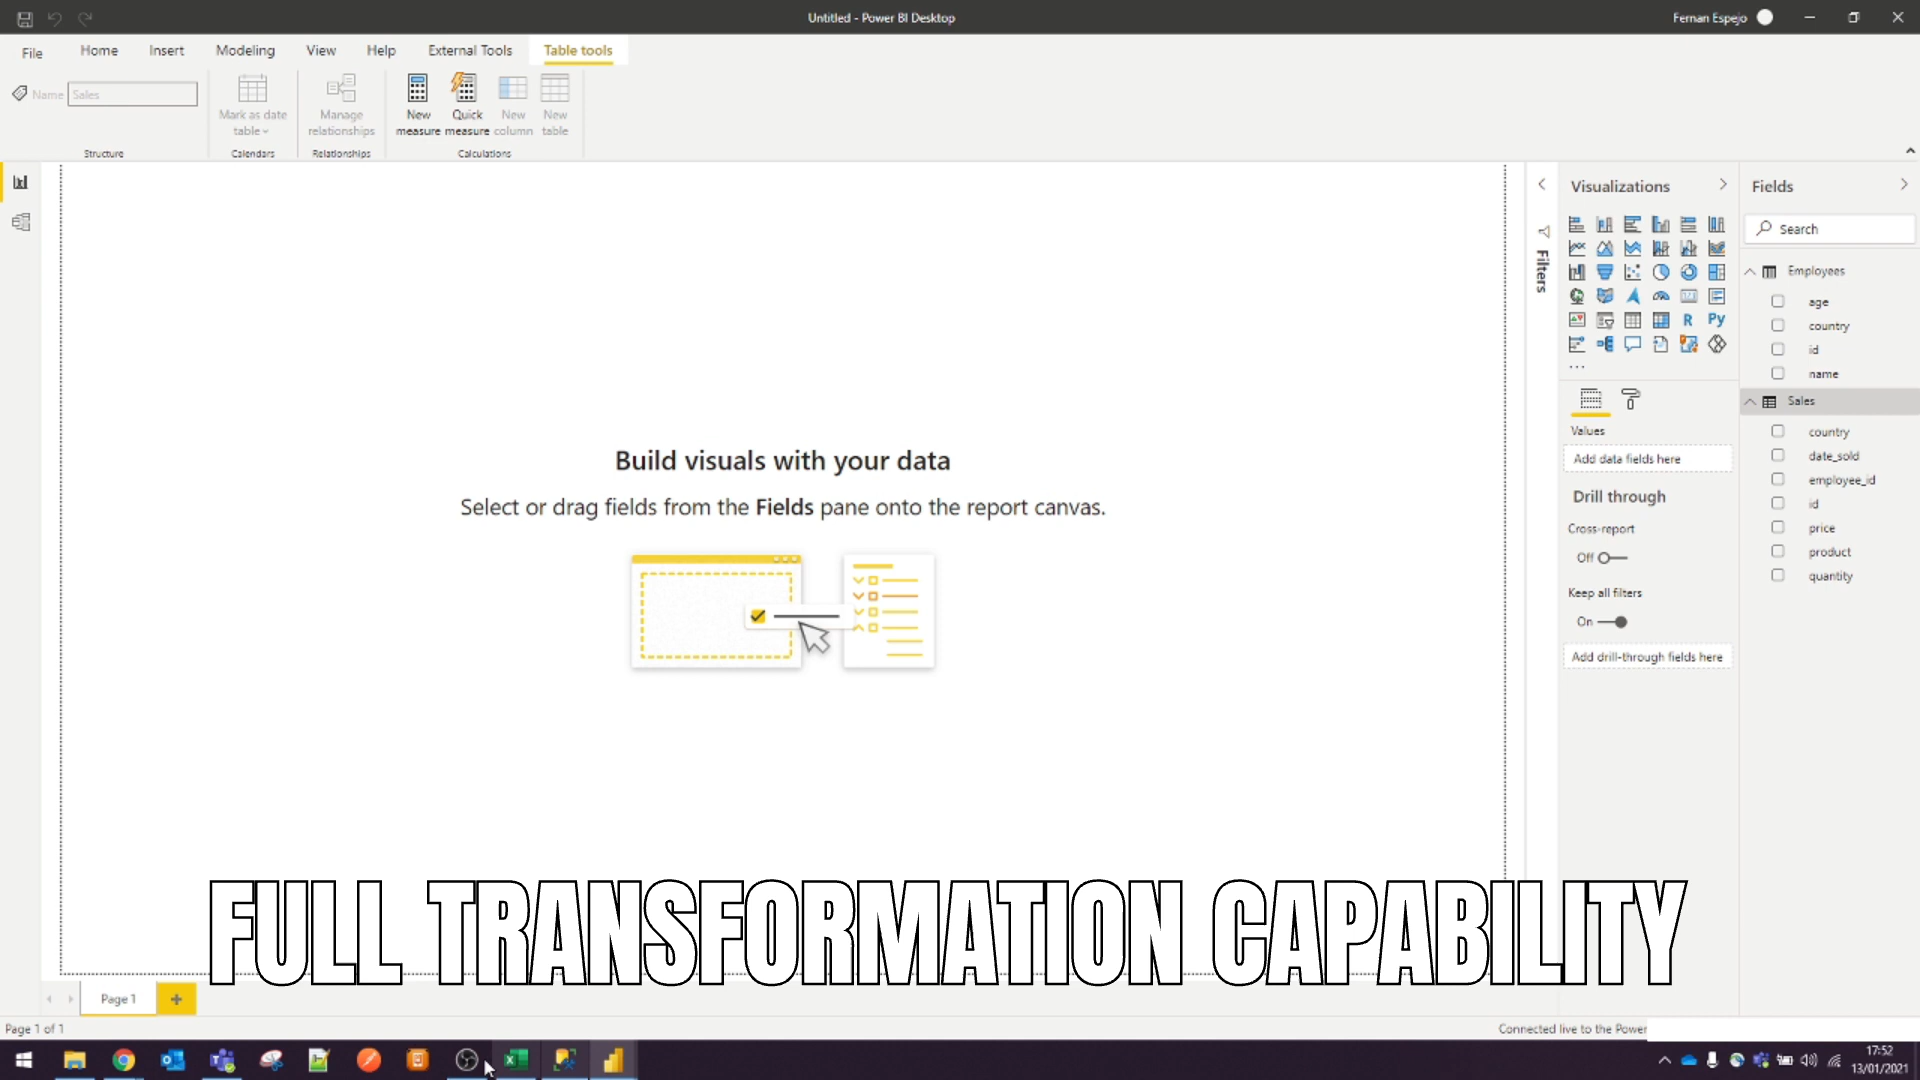 Untitled - Power BI Desktop
Fernan Espejo
File Home Insert Modeling View Help External Tools Table tools
Name Sales
Mark as date table
Manage relationships
New measure
Quick measure
New column
New table
Structure
Calendars
Relationships
Calculations
Build visuals with your data
Select or drag fields from the Fields pane onto the report canvas.
Filters
Visualizations
R Py
Values
Add data fields here
Drill through
Cross-report
Off
Keep all filters
On
Add drill-through fields here
Fields
Search
Employees
age
country
id
name
Sales
country
date_sold
employee_id
id
price
product
quantity
FULL TRANSFORMATION CAPABILITY
Page 1
Page 1 of 1
Connected live to the Power
17:52
13/01/2021